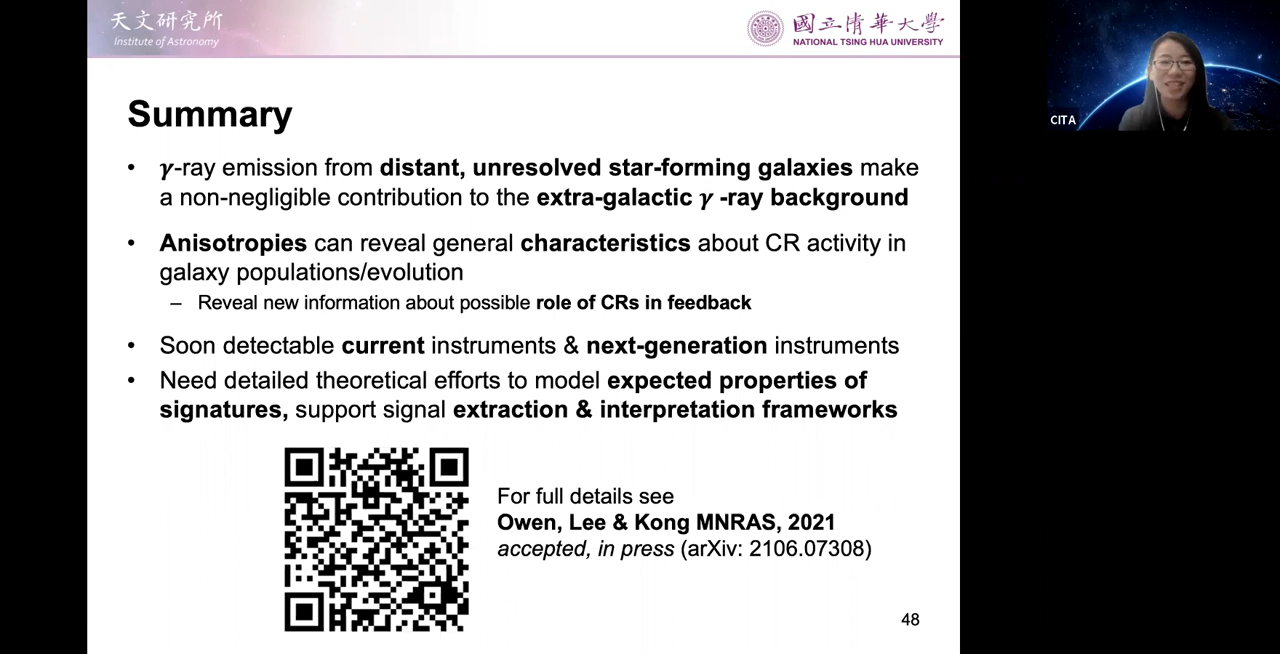 天文研究所
Institute of Astronomy
國立清華大學
NATIONAL TSING HUA UNIVERSITY
CITA
Summary
• γ-ray emission from distant, unresolved star-forming galaxies make
a non-negligible contribution to the extra-galactic γ -ray background
• Anisotropies can reveal general characteristics about CR activity in
galaxy populations/evolution
– Reveal new information about possible role of CRs in feedback
• Soon detectable current instruments & next-generation instruments
• Need detailed theoretical efforts to model expected properties of
signatures, support signal extraction & interpretation frameworks
For full details see
Owen, Lee & Kong MNRAS, 2021
accepted, in press (arXiv: 2106.07308)
48